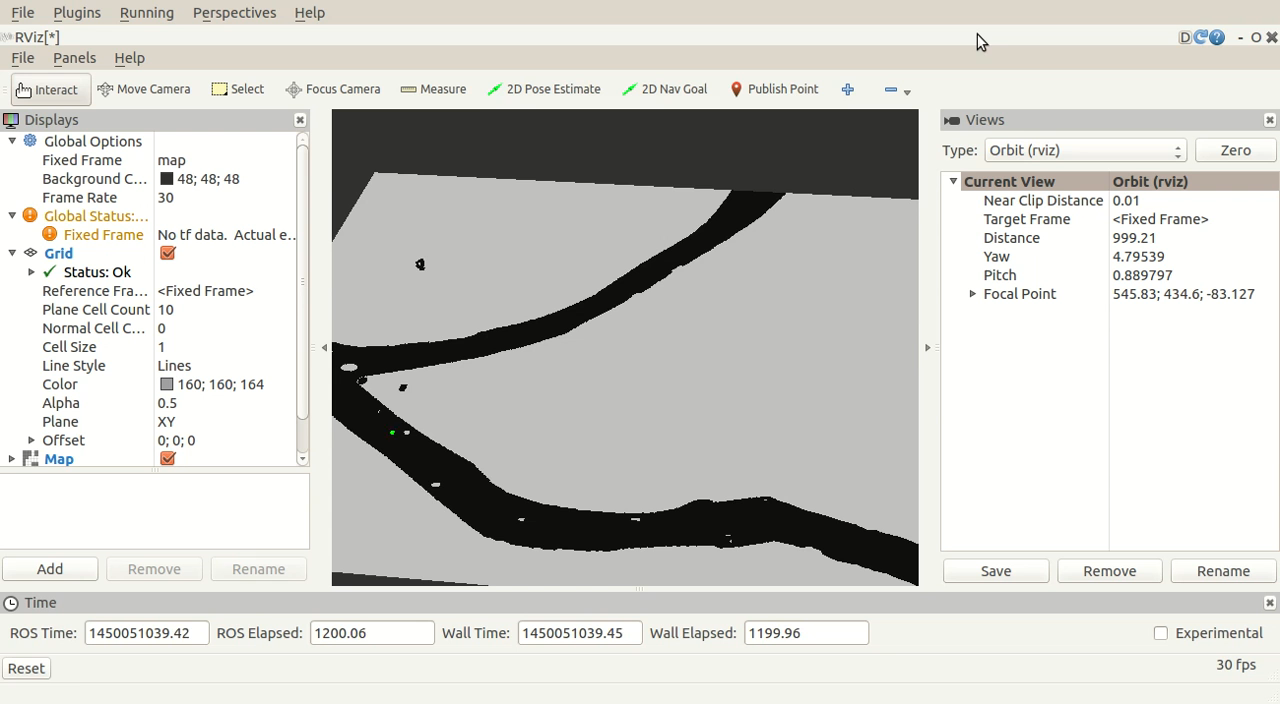 File Plugins Running Perspectives Help
RViz[*]
D ? - O ✖
File Panels Help
Interact Move Camera Select Focus Camera Measure 2D Pose Estimate 2D Nav Goal Publish Point
Displays
Global Options
Fixed Frame map
Background C... 48; 48; 48
Frame Rate 30
Global Status:...
Fixed Frame No tf data. Actual e..
Grid
Status: Ok
Reference Fra... <Fixed Frame>
Plane Cell Count 10
Normal Cell C... 0
Cell Size 1
Line Style Lines
Color 160; 160; 164
Alpha 0.5
Plane XY
Offset 0; 0; 0
Map
Add Remove Rename
Views
Type: Orbit (rviz) Zero
Current View Orbit (rviz)
Near Clip Distance 0.01
Target Frame <Fixed Frame>
Distance 999.21
Yaw 4.79539
Pitch 0.889797
Focal Point 545.83; 434.6; -83.127
Save Remove Rename
Time
ROS Time: 1450051039.42 ROS Elapsed: 1200.06 Wall Time: 1450051039.45 Wall Elapsed: 1199.96 Experimental
Reset 30 fps